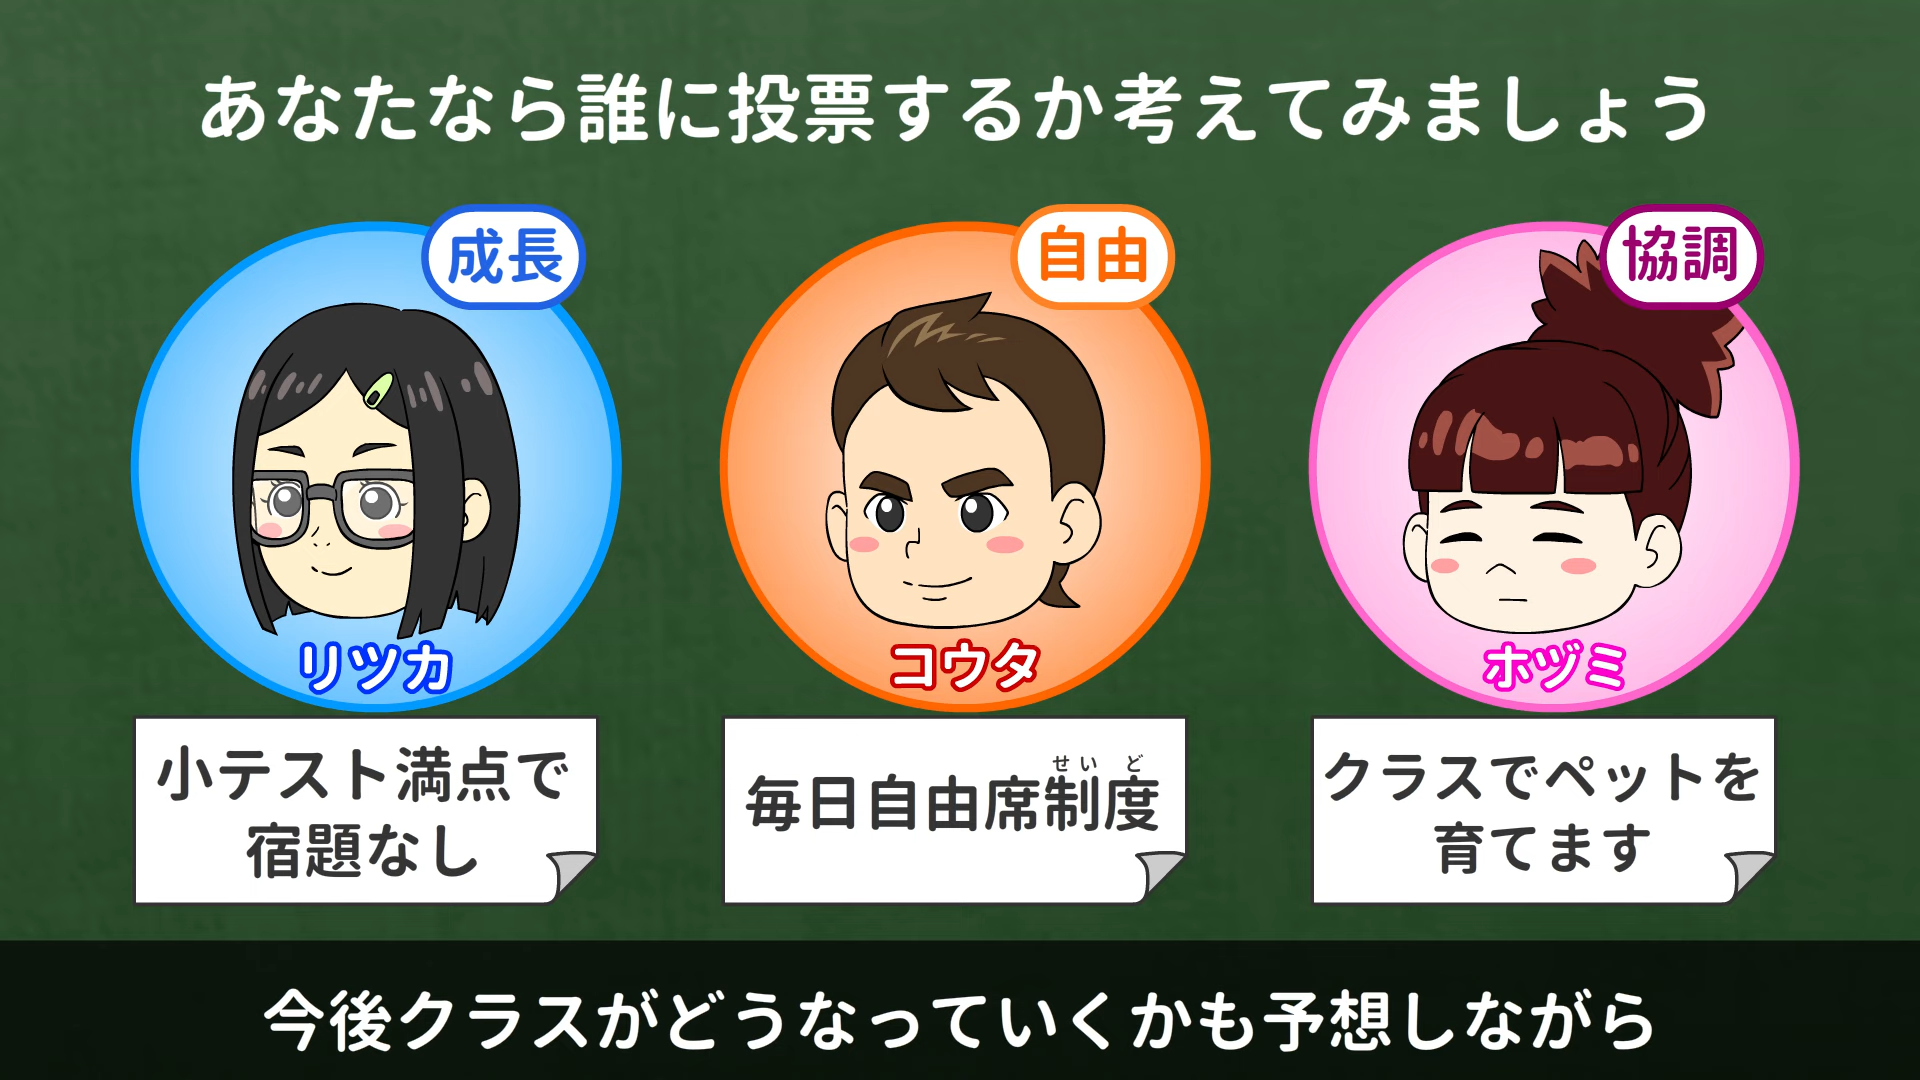 あなたなら誰に投票するか考えてみましょう
成長
自由
協調
リツカ
コウタ
ホヅミ
小テスト満点で
宿題なし
せいど
毎日自由席制度
クラスでペットを
育てます
今後クラスがどうなっていくかも予想しながら